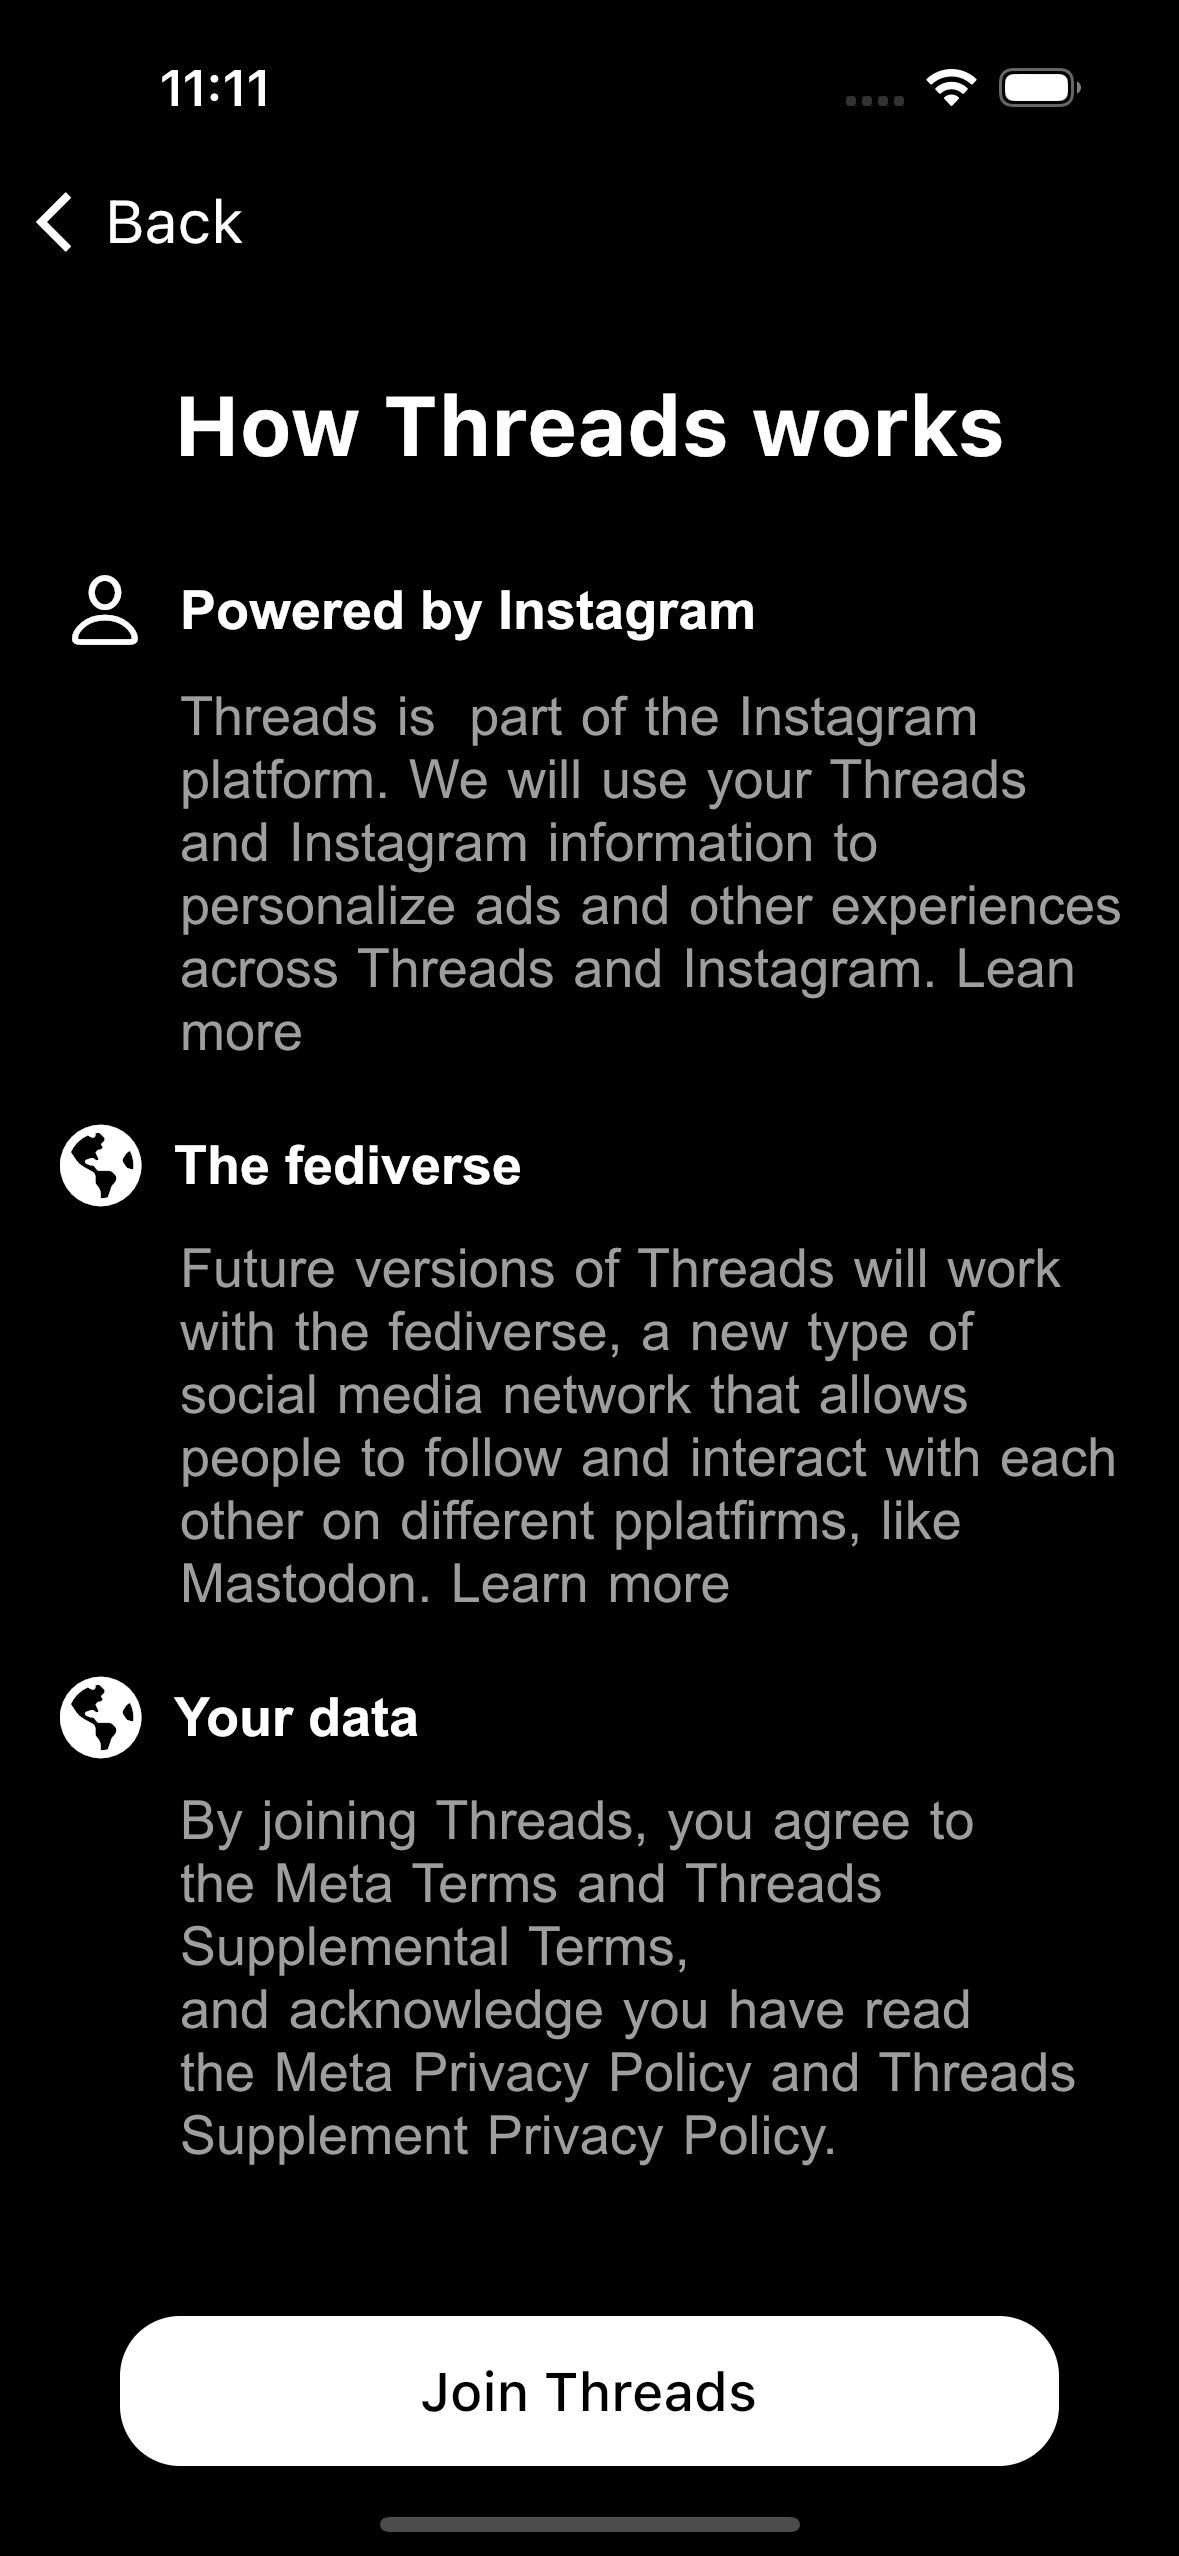 11:11
Back
How Threads works
Powered by Instagram
Threads is  part of the Instagram
platform. We will use your Threads
and Instagram information to
personalize ads and other experiences
across Threads and Instagram. Lean
more
The fediverse
Future versions of Threads will work
with the fediverse, a new type of
social media network that allows
people to follow and interact with each
other on different pplatfirms, like
Mastodon. Learn more
Your data
By joining Threads, you agree to
the Meta Terms and Threads
Supplemental Terms,
and acknowledge you have read
the Meta Privacy Policy and Threads
Supplement Privacy Policy.
Join Threads